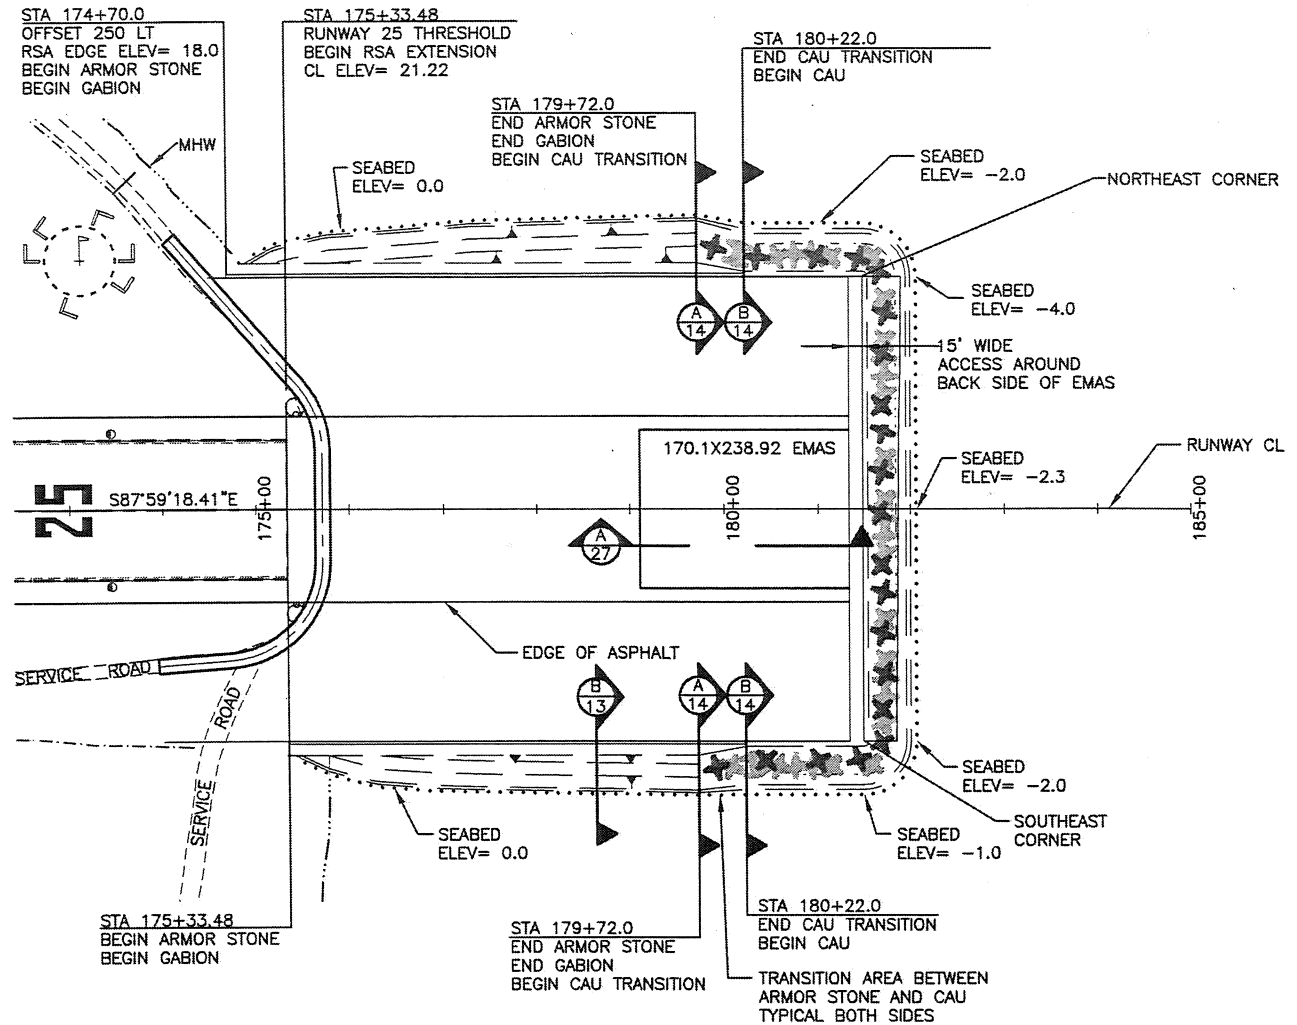 STA 174+70.0
OFFSET 250 LT
RSA EDGE ELEV= 18.0
BEGIN ARMOR STONE
BEGIN GABION
STA 175+33.48
RUNWAY 25 THRESHOLD
BEGIN RSA EXTENSION
CL ELEV= 21.22
STA 180+22.0
END CAU TRANSITION
BEGIN CAU
STA 179+72.0
END ARMOR STONE
END GABION
BEGIN CAU TRANSITION
MHW
SEABED
ELEV= 0.0
SEABED
ELEV= -2.0
NORTHEAST CORNER
SEABED
ELEV= -4.0
A
14
B
14
15' WIDE
ACCESS AROUND
BACK SIDE OF EMAS
170.1X238.92 EMAS
RUNWAY CL
SEABED
ELEV= -2.3
25
S87°59'18.41"E
175+00
180+00
185+00
A
27
EDGE OF ASPHALT
SERVICE ROAD
SERVICE ROAD
B
13
A
14
B
14
SEABED
ELEV= -2.0
SOUTHEAST
CORNER
SEABED
ELEV= 0.0
SEABED
ELEV= -1.0
STA 175+33.48
BEGIN ARMOR STONE
BEGIN GABION
STA 179+72.0
END ARMOR STONE
END GABION
BEGIN CAU TRANSITION
STA 180+22.0
END CAU TRANSITION
BEGIN CAU
TRANSITION AREA BETWEEN
ARMOR STONE AND CAU
TYPICAL BOTH SIDES